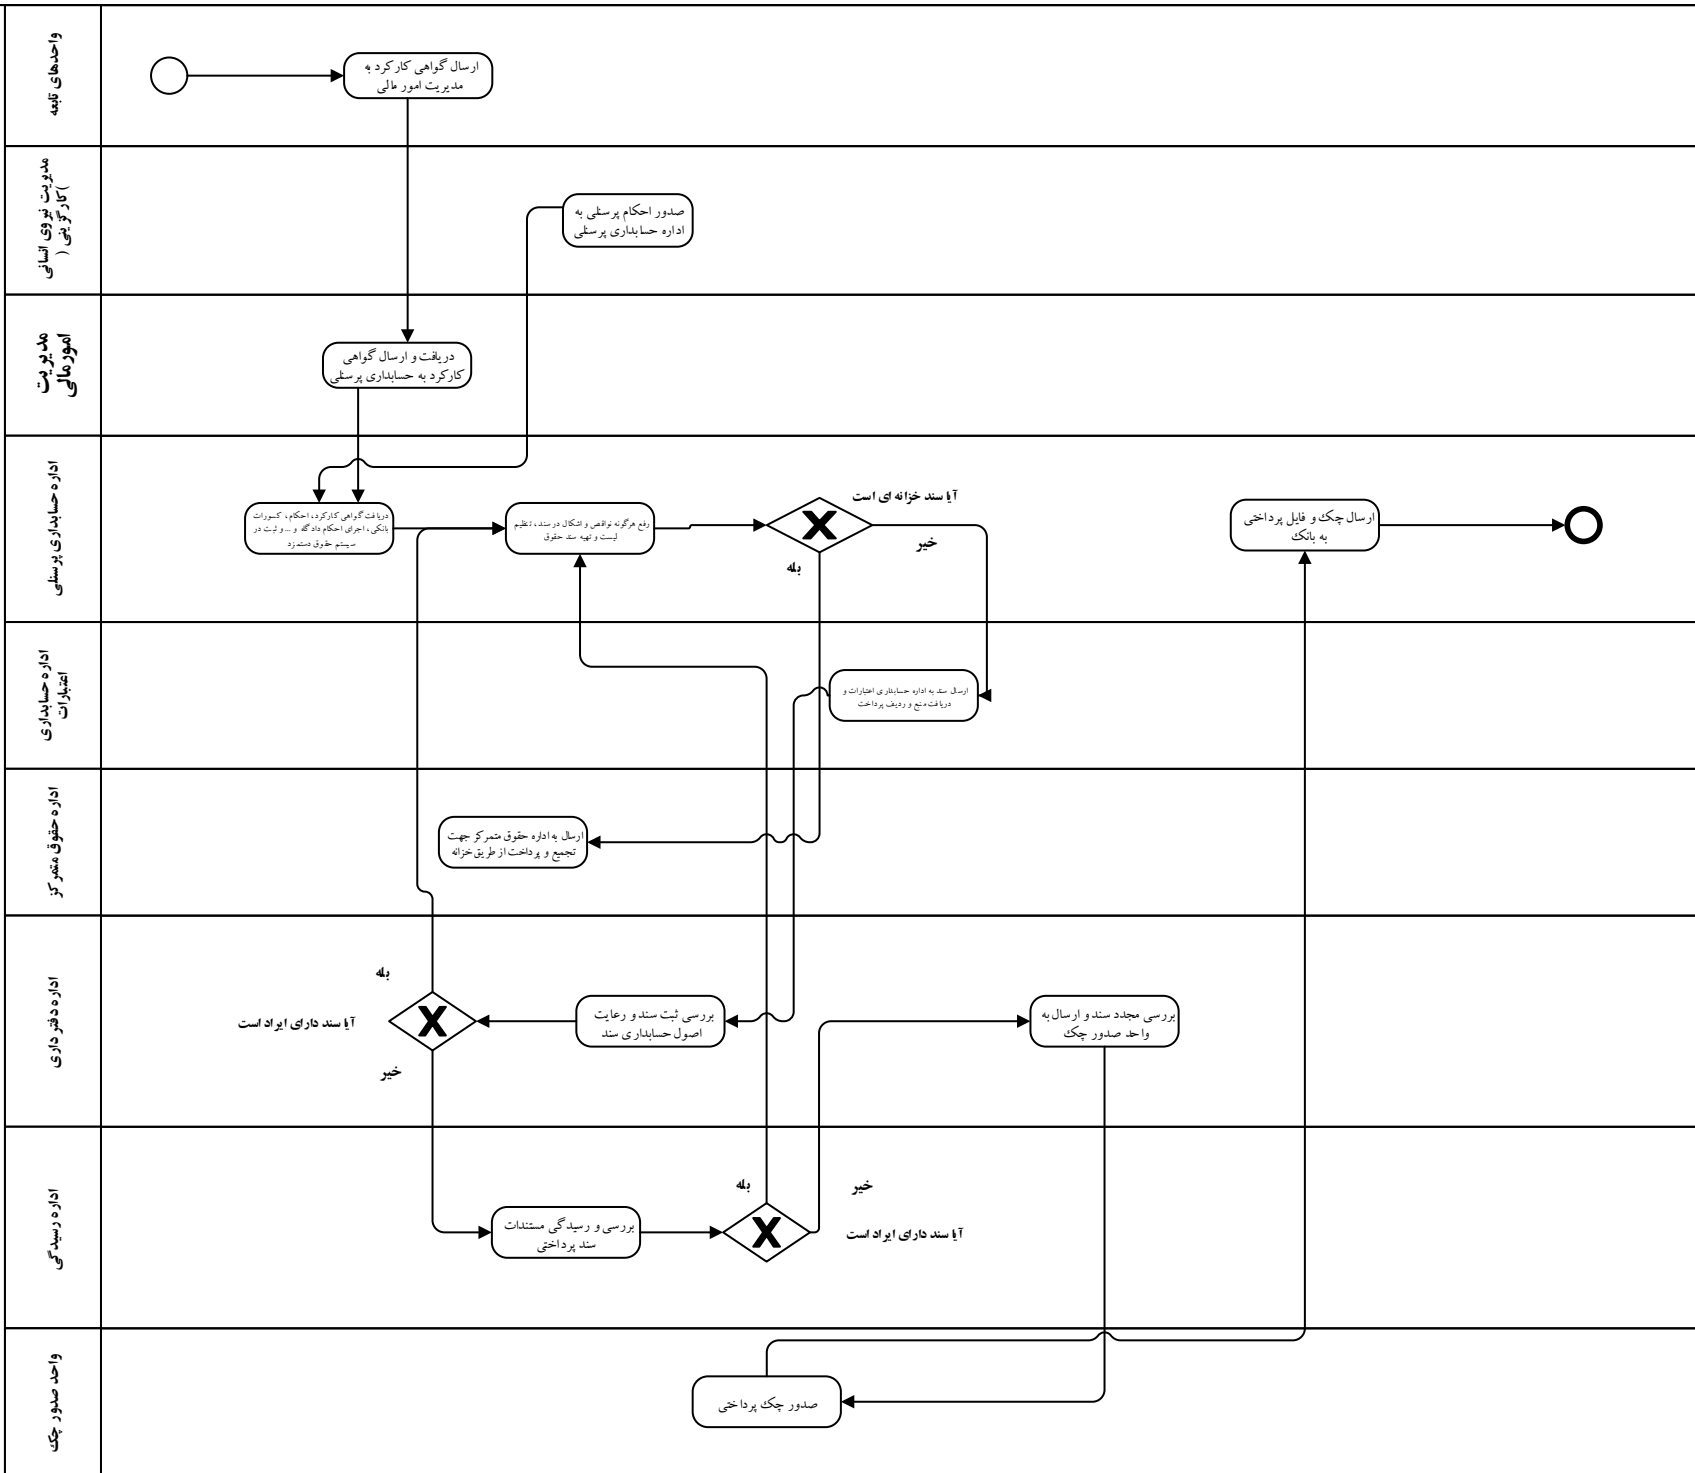 واحدهای تابعه
ارسال گواهی کارکرد به
مدیریت امور مالی
مدیریت نیروی انسانی
)کارگزینی (
صدور احکام پرسنلی به
اداره حسابداری پرسنلی
مدیریت
امورمالی
دریافت و ارسال گواهی
کارکرد به حسابداری پرسنلی
اداره حسابداری پرسنلی
دریافت گواهی کارکرد، احکام، کسورات
بانکی، اجرای احکام دادگاه و ... و ثبت در
سیستم حقوق دستمزد
رفع هرگونه نواقص و اشکال در سند، تنظیم
لیست و تهیه سند حقوق
آیا سند خزانه ای است
خیر
بله
ارسال چک و فایل پرداختی
به بانک
اداره حسابداری
اعتبارات
ارسال سند به اداره حسابداری اعتبارات و
دریافت منبع و ردیف پرداخت
اداره حقوق متمرکز
ارسال به اداره حقوق متمرکز جهت
تجمیع و پرداخت از طریق خزانه
اداره دفترداری
بله
آیا سند دارای ایراد است
خیر
بررسی ثبت سند و رعایت
اصول حسابداری سند
بررسی مجدد سند و ارسال به
واحد صدور چک
اداره رسیدگی
بررسی و رسیدگی مستندات
سند پرداختی
بله
خیر
آیا سند دارای ایراد است
واحد صدور چک
صدور چک پرداختی